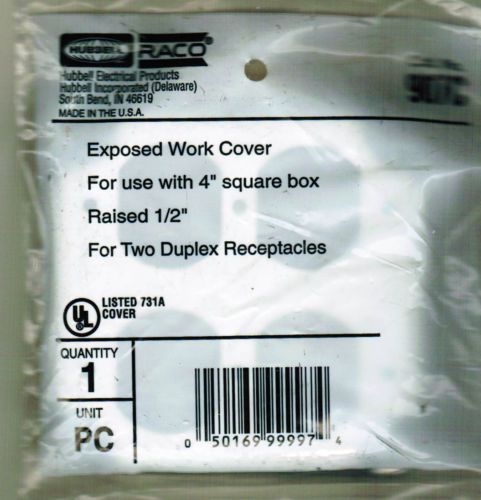 HUBBELL RACO®
Hubbell Electrical Products
Hubbell Incorporated (Delaware)
South Bend, IN 46619
MADE IN THE U.S.A.
Exposed Work Cover
For use with 4" square box
Raised 1/2"
For Two Duplex Receptacles
UL
LISTED 731A
COVER
QUANTITY
1
UNIT
PC
0 50169 99997 4